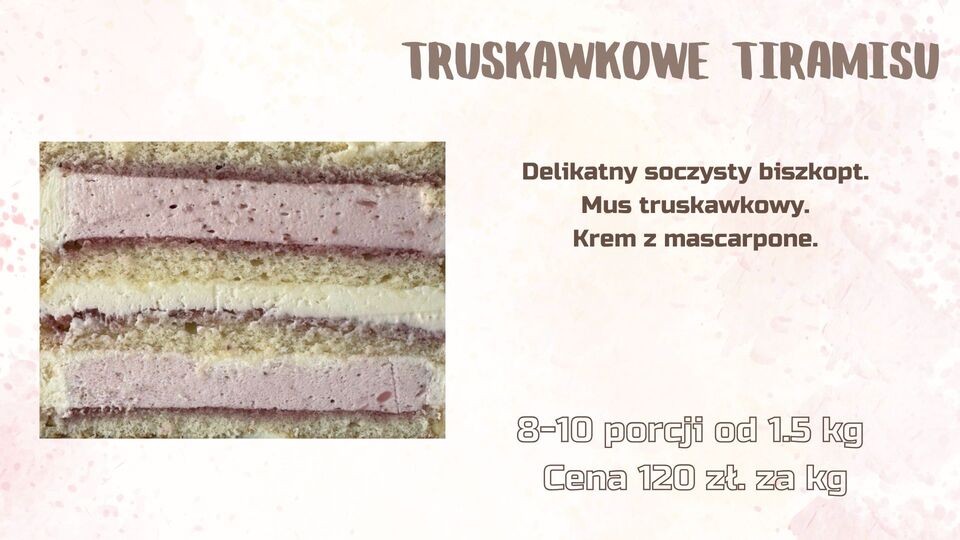 TRUSKAWKOWE TIRAMISU
Delikatny soczysty biszkopt.
Mus truskawkowy.
Krem z mascarpone.
8-10 porcji od 1.5 kg
Cena 120 zł. za kg